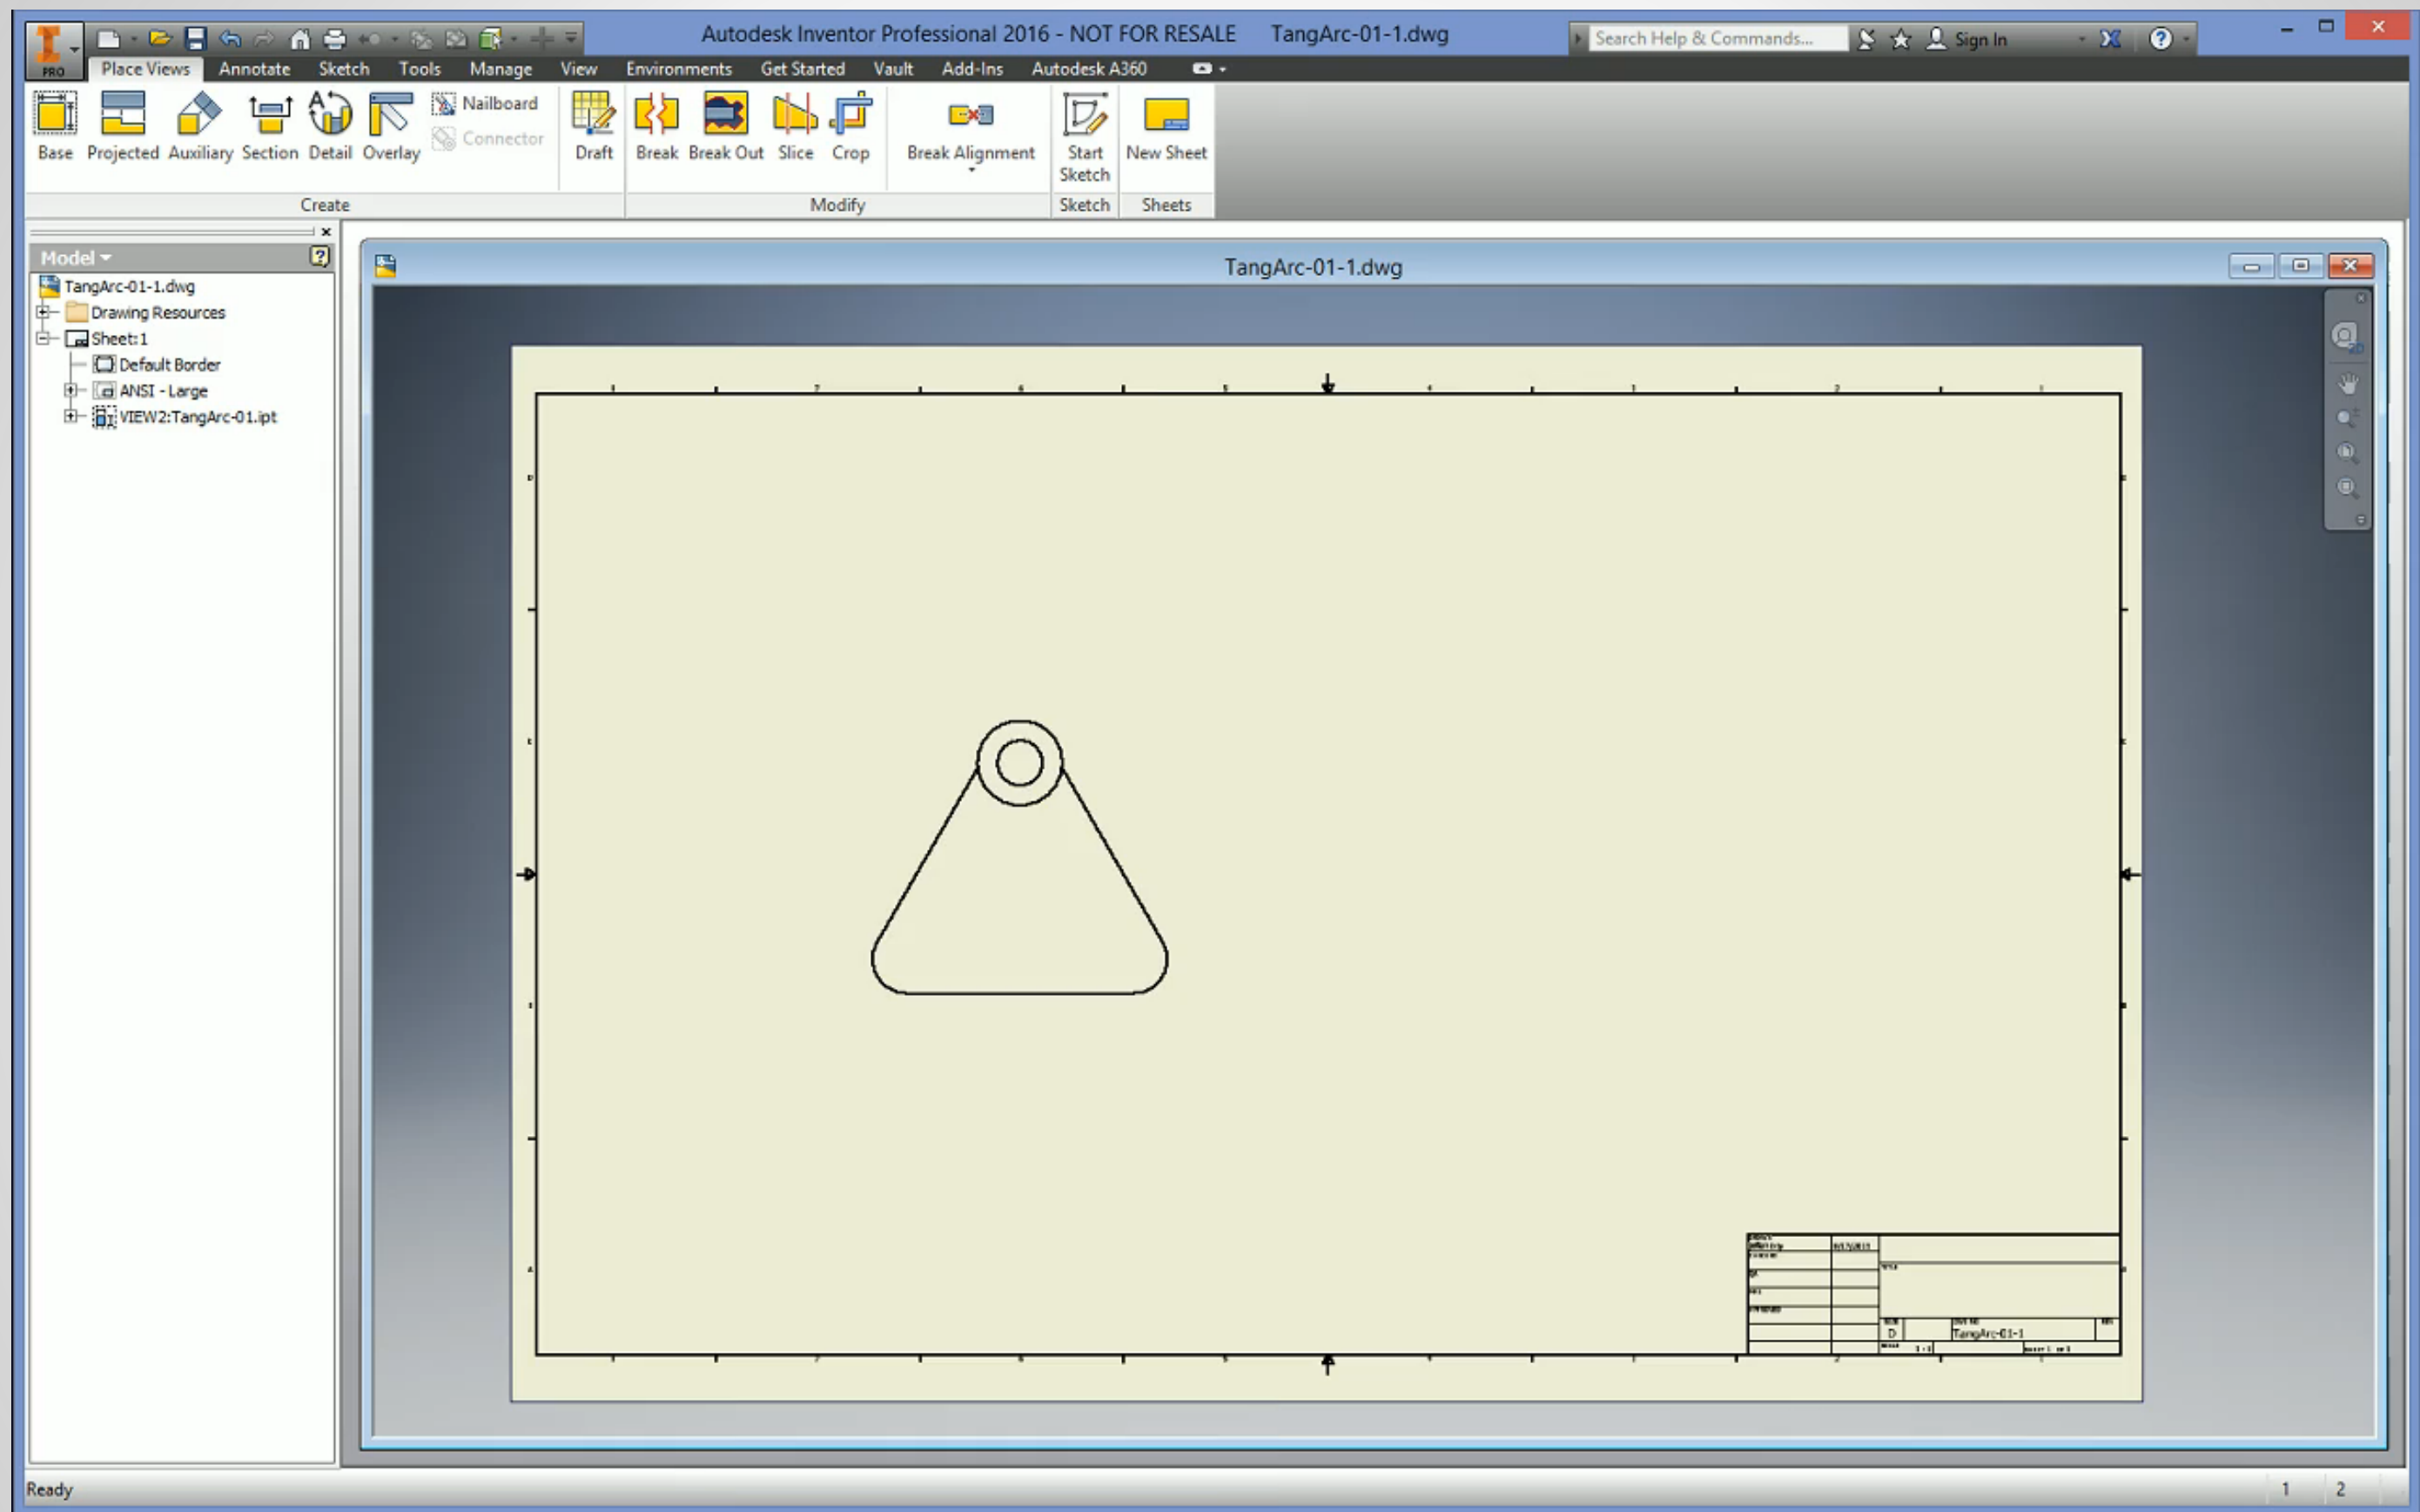 Autodesk Inventor Professional 2016 - NOT FOR RESALE TangArc-01-1.dwg
Search Help & Commands...
Sign In
PRO
Place Views Annotate Sketch Tools Manage View Environments Get Started Vault Add-Ins Autodesk A360
Nailboard
Connector
Base Projected Auxiliary Section Detail Overlay Draft Break Break Out Slice Crop Break Alignment Start Sketch New Sheet
Create Modify Sketch Sheets
Model
TangArc-01-1.dwg
Drawing Resources
Sheet:1
Default Border
ANSI - Large
VIEW2:TangArc-01.ipt
TangArc-01-1.dwg
D
TangArc-01-1
Ready
1 2